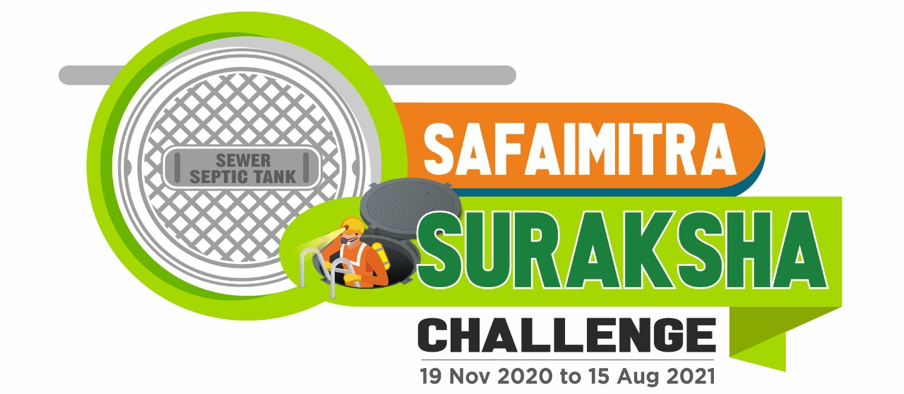 SEWER
SEPTIC TANK
SAFAIMITRA
SURAKSHA
CHALLENGE
19 Nov 2020 to 15 Aug 2021